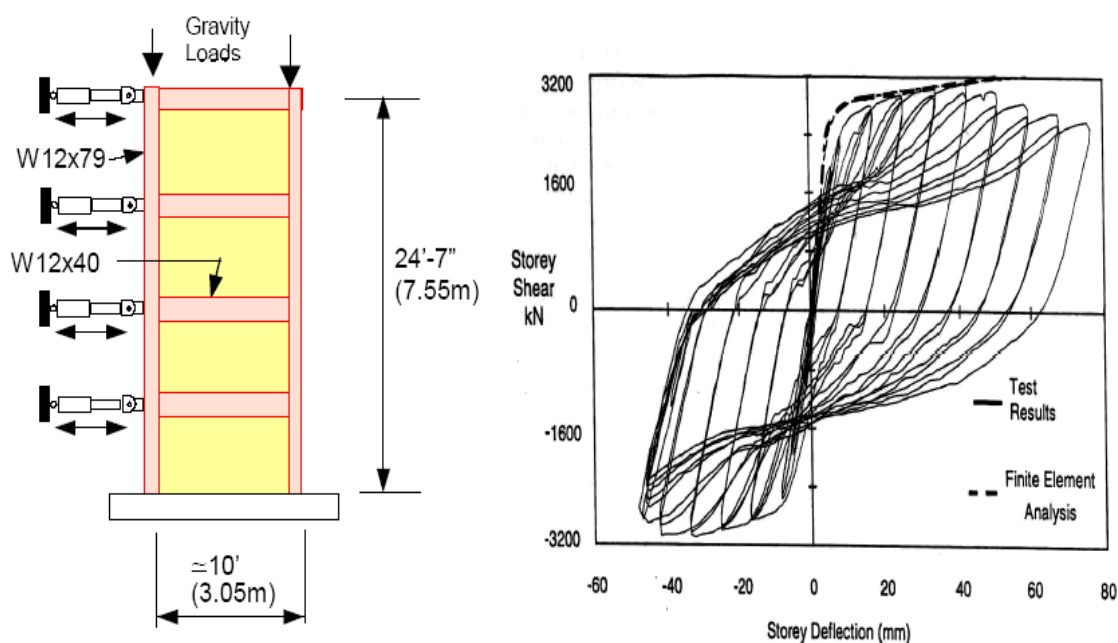 Gravity
Loads
W12x79
W12x40
24'-7"
(7.55m)
≃10'
(3.05m)
3200
1600
Storey
Shear
kN
0
-1600
-3200
Test
Results
Finite Element
Analysis
-60
-40
-20
0
20
40
60
80
Storey Deflection (mm)